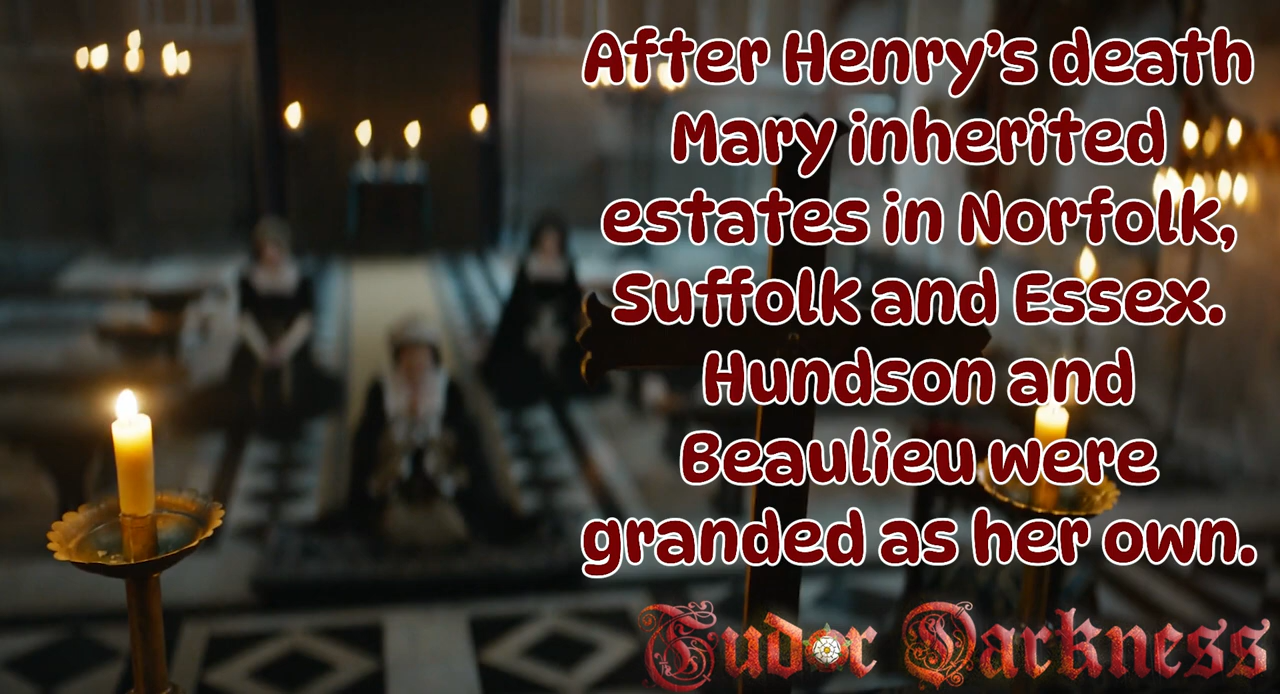 After Henry’s death
Mary inherited
estates in Norfolk,
Suffolk and Essex.
Hundson and
Beaulieu were
granded as her own.
Tudor Darkness